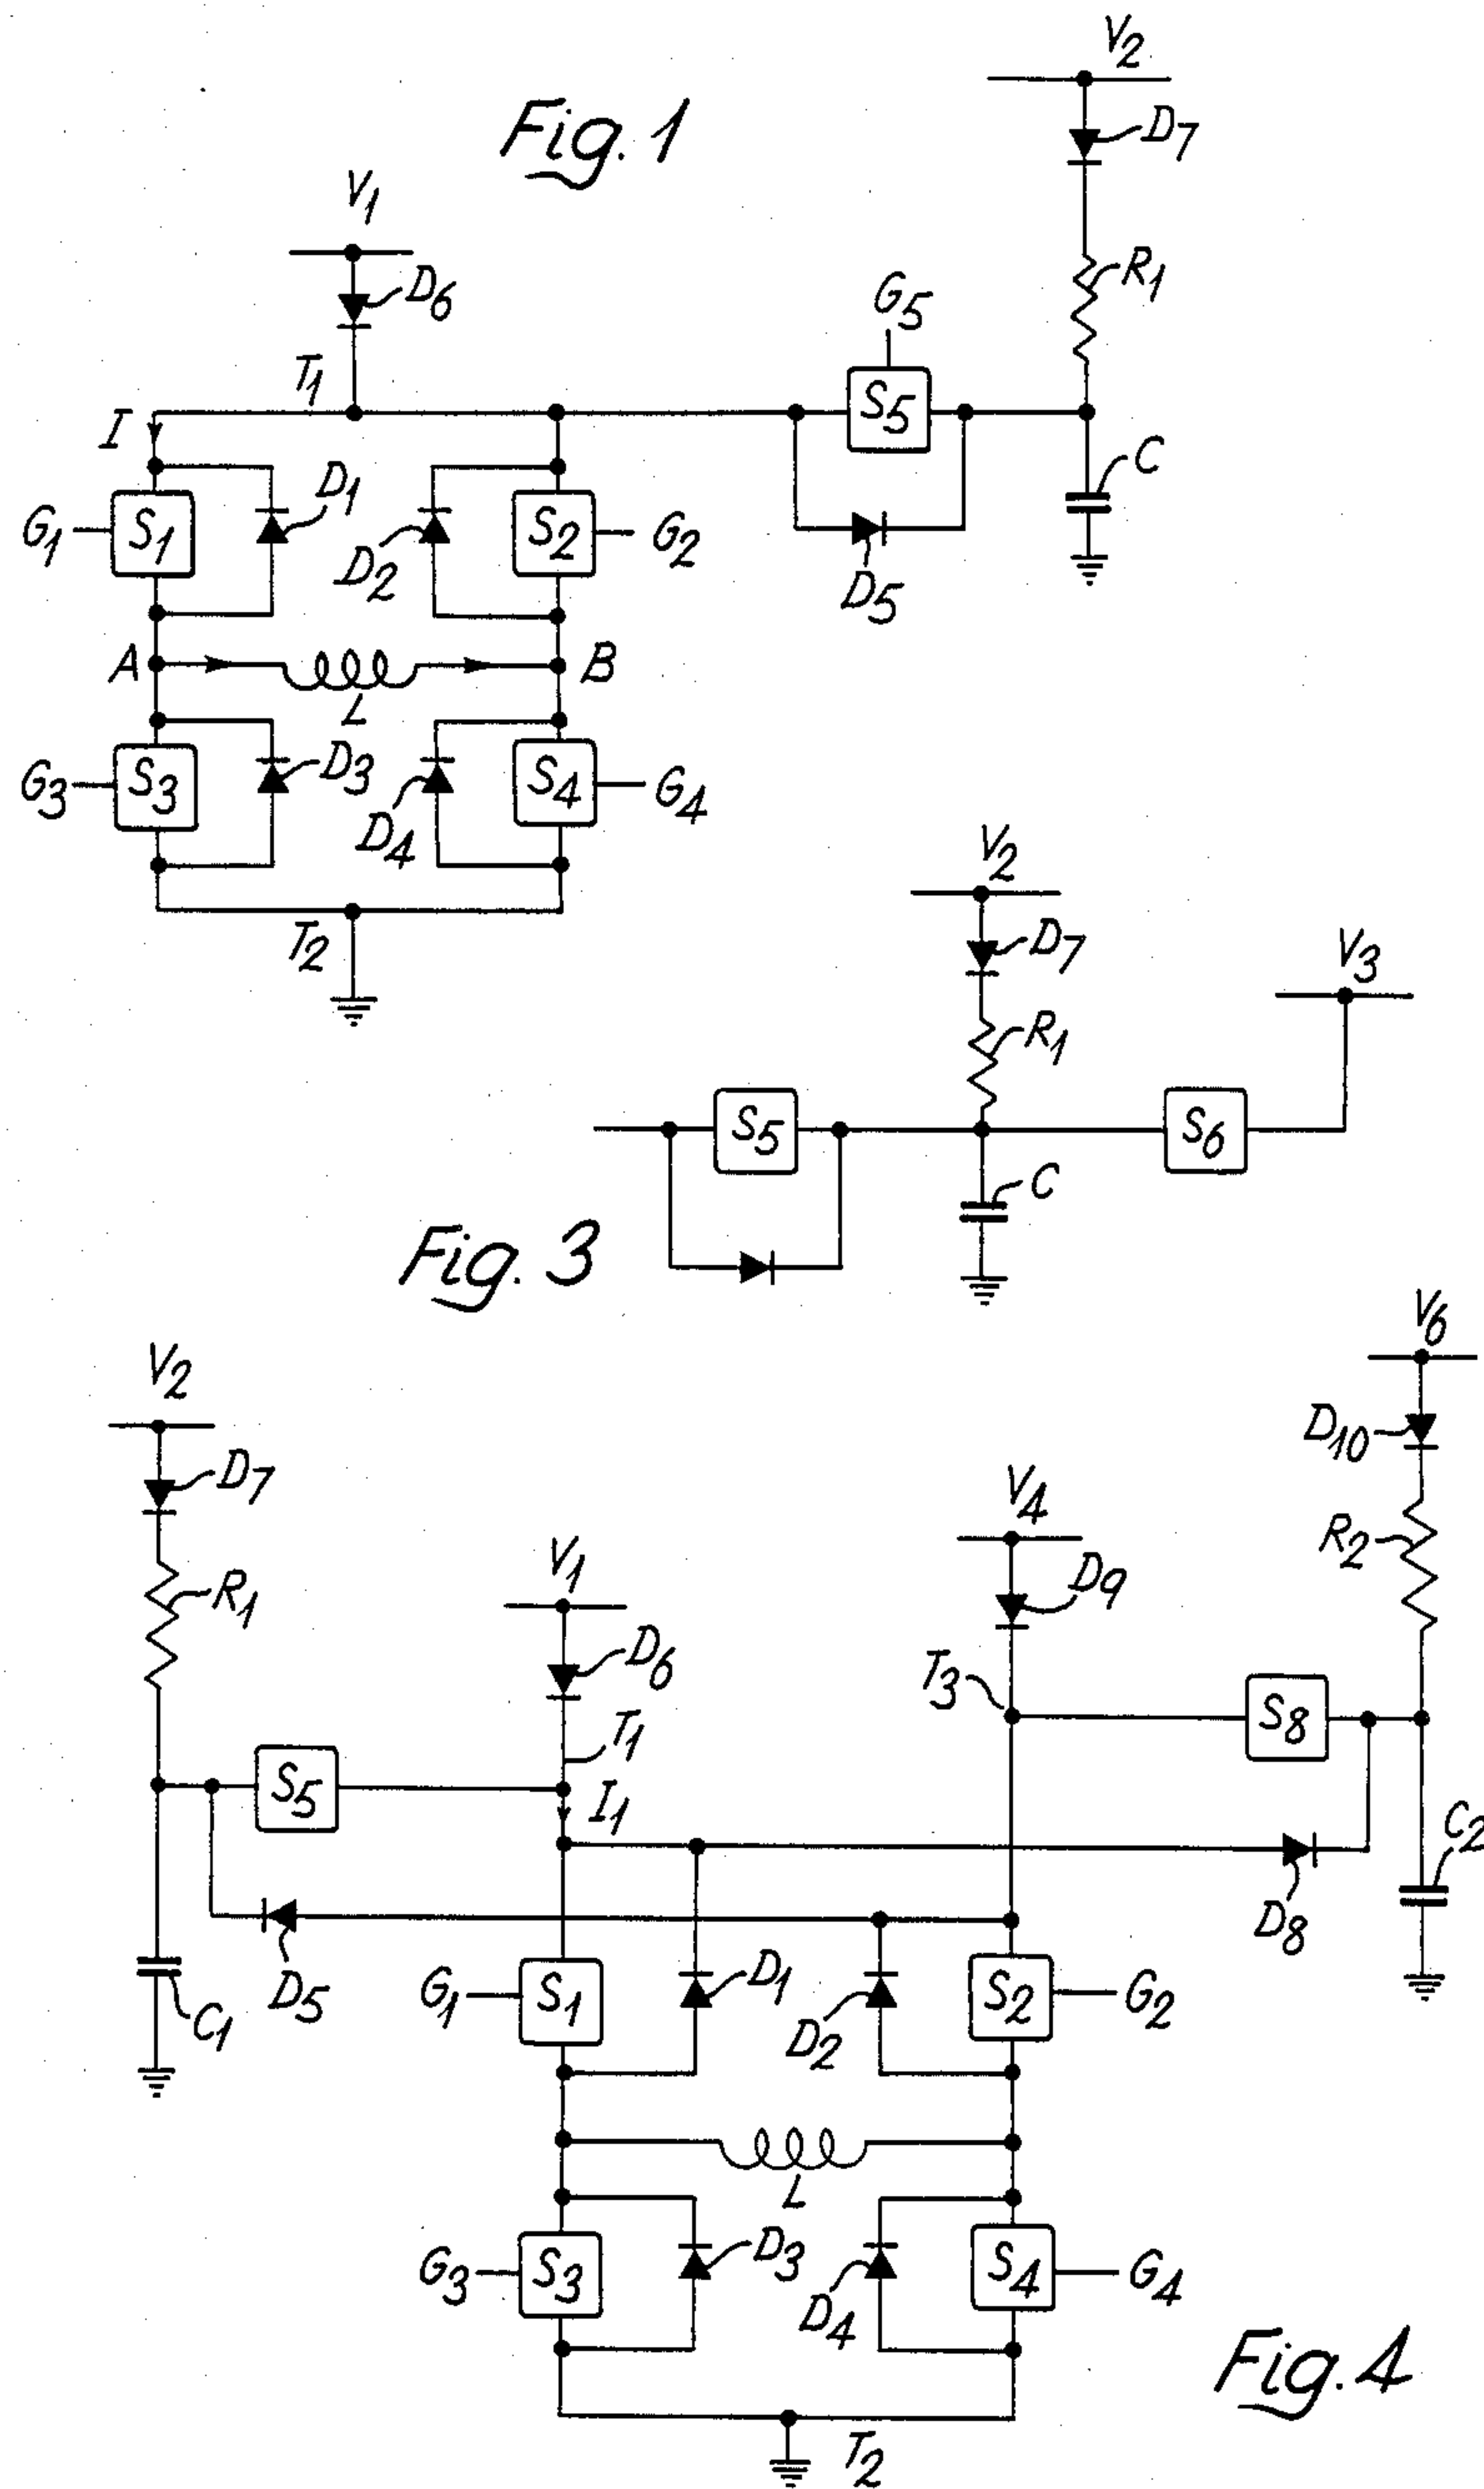 Fig. 1
V1
D6
T1
I
G1
S1
D1
D2
S2
G2
A
L
B
G3
S3
D3
D4
S4
G4
T2
G5
S5
D5
V2
D7
R1
C
Fig. 3
V2
D7
R1
S5
C
S6
V3
Fig. 4
V2
D7
R1
S5
D5
C1
V1
D6
T1
I1
V4
D9
T3
V6
D10
R2
S8
D8
C2
G1
S1
D1
D2
S2
G2
L
G3
S3
D3
D4
S4
G4
T2